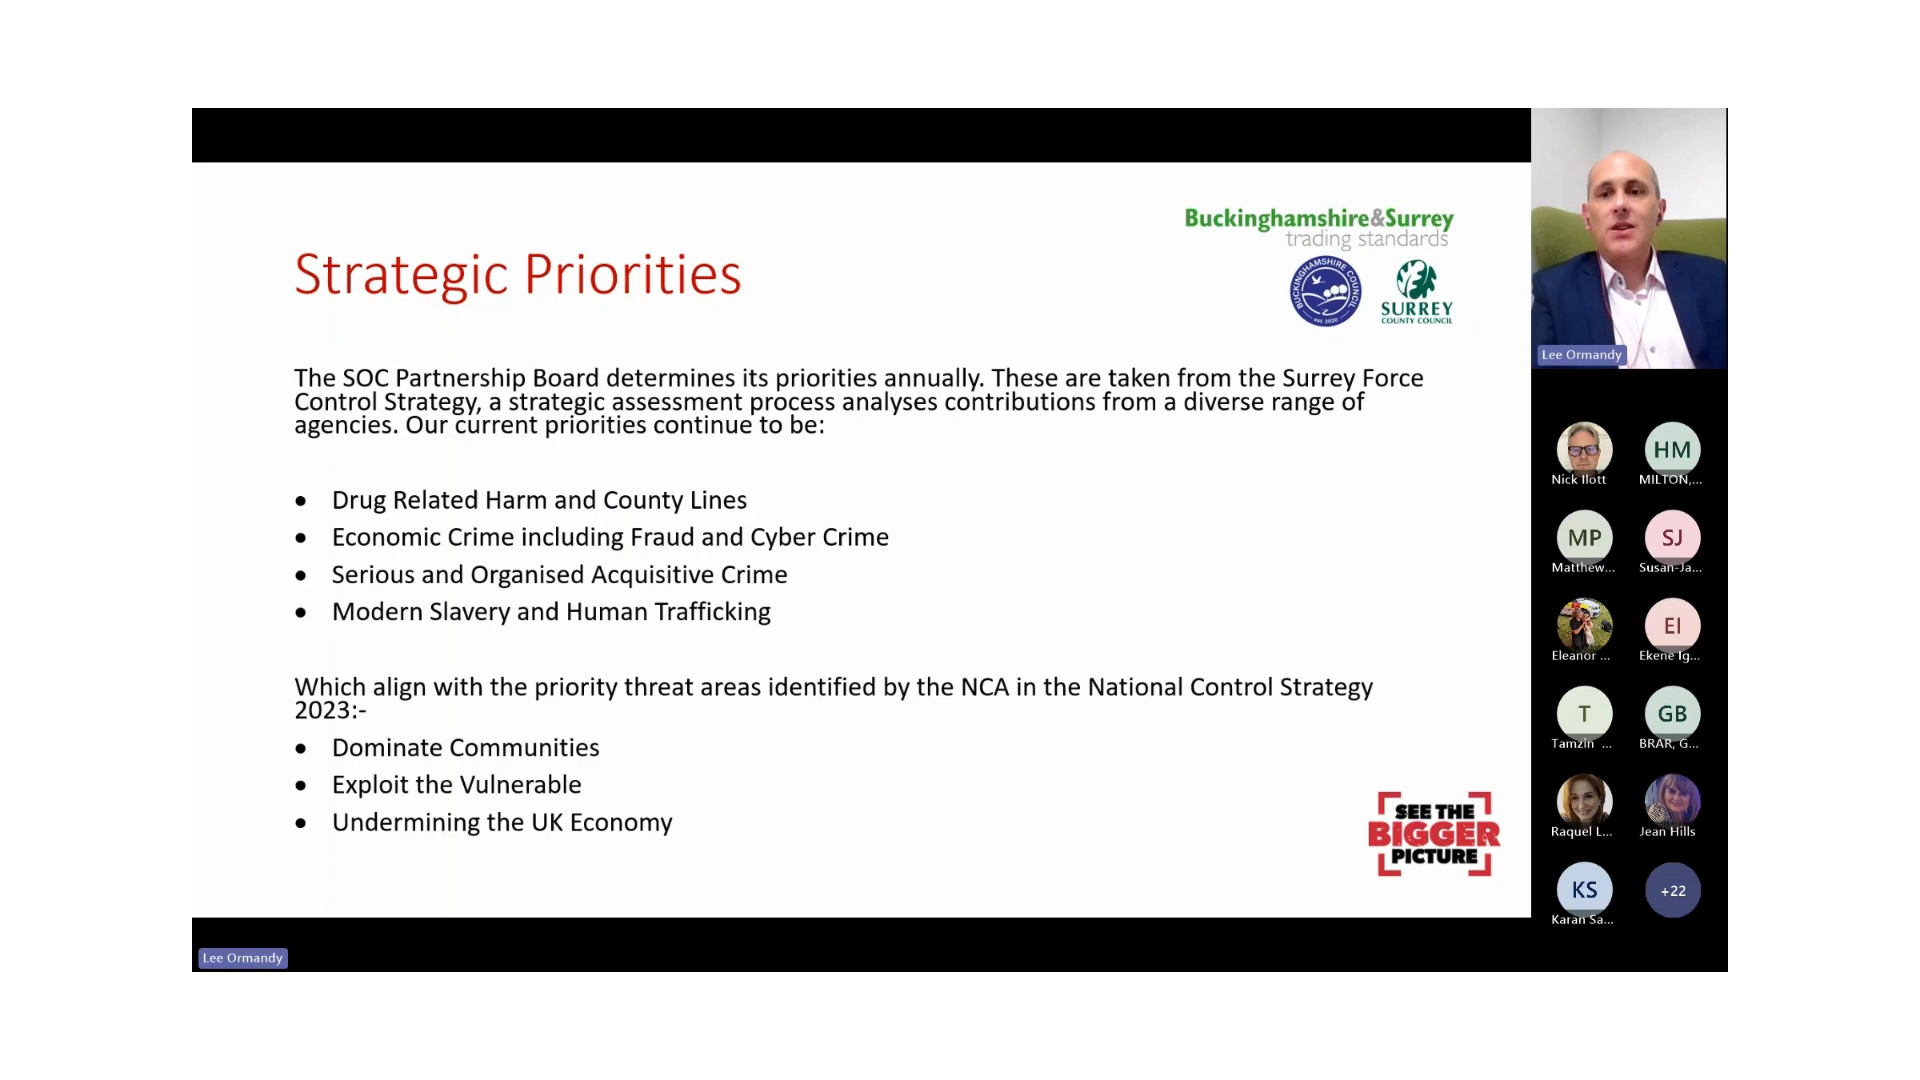 Buckinghamshire&Surrey
trading standards
BUCKINGHAMSHIRE COUNCIL
est. 2020
SURREY
COUNTY COUNCIL
Strategic Priorities
The SOC Partnership Board determines its priorities annually. These are taken from the Surrey Force
Control Strategy, a strategic assessment process analyses contributions from a diverse range of
agencies. Our current priorities continue to be:
• Drug Related Harm and County Lines
• Economic Crime including Fraud and Cyber Crime
• Serious and Organised Acquisitive Crime
• Modern Slavery and Human Trafficking
Which align with the priority threat areas identified by the NCA in the National Control Strategy
2023:-
• Dominate Communities
• Exploit the Vulnerable
• Undermining the UK Economy
SEE THE
BIGGER
PICTURE
Lee Ormandy
Lee Ormandy
Nick Ilott
HM
MILTON,...
MP
Matthew...
SJ
Susan-Ja...
Eleanor ...
EI
Ekene Ig...
T
Tamzin ...
GB
BRAR, G...
Raquel L...
Jean Hills
KS
Karan Sa...
+22